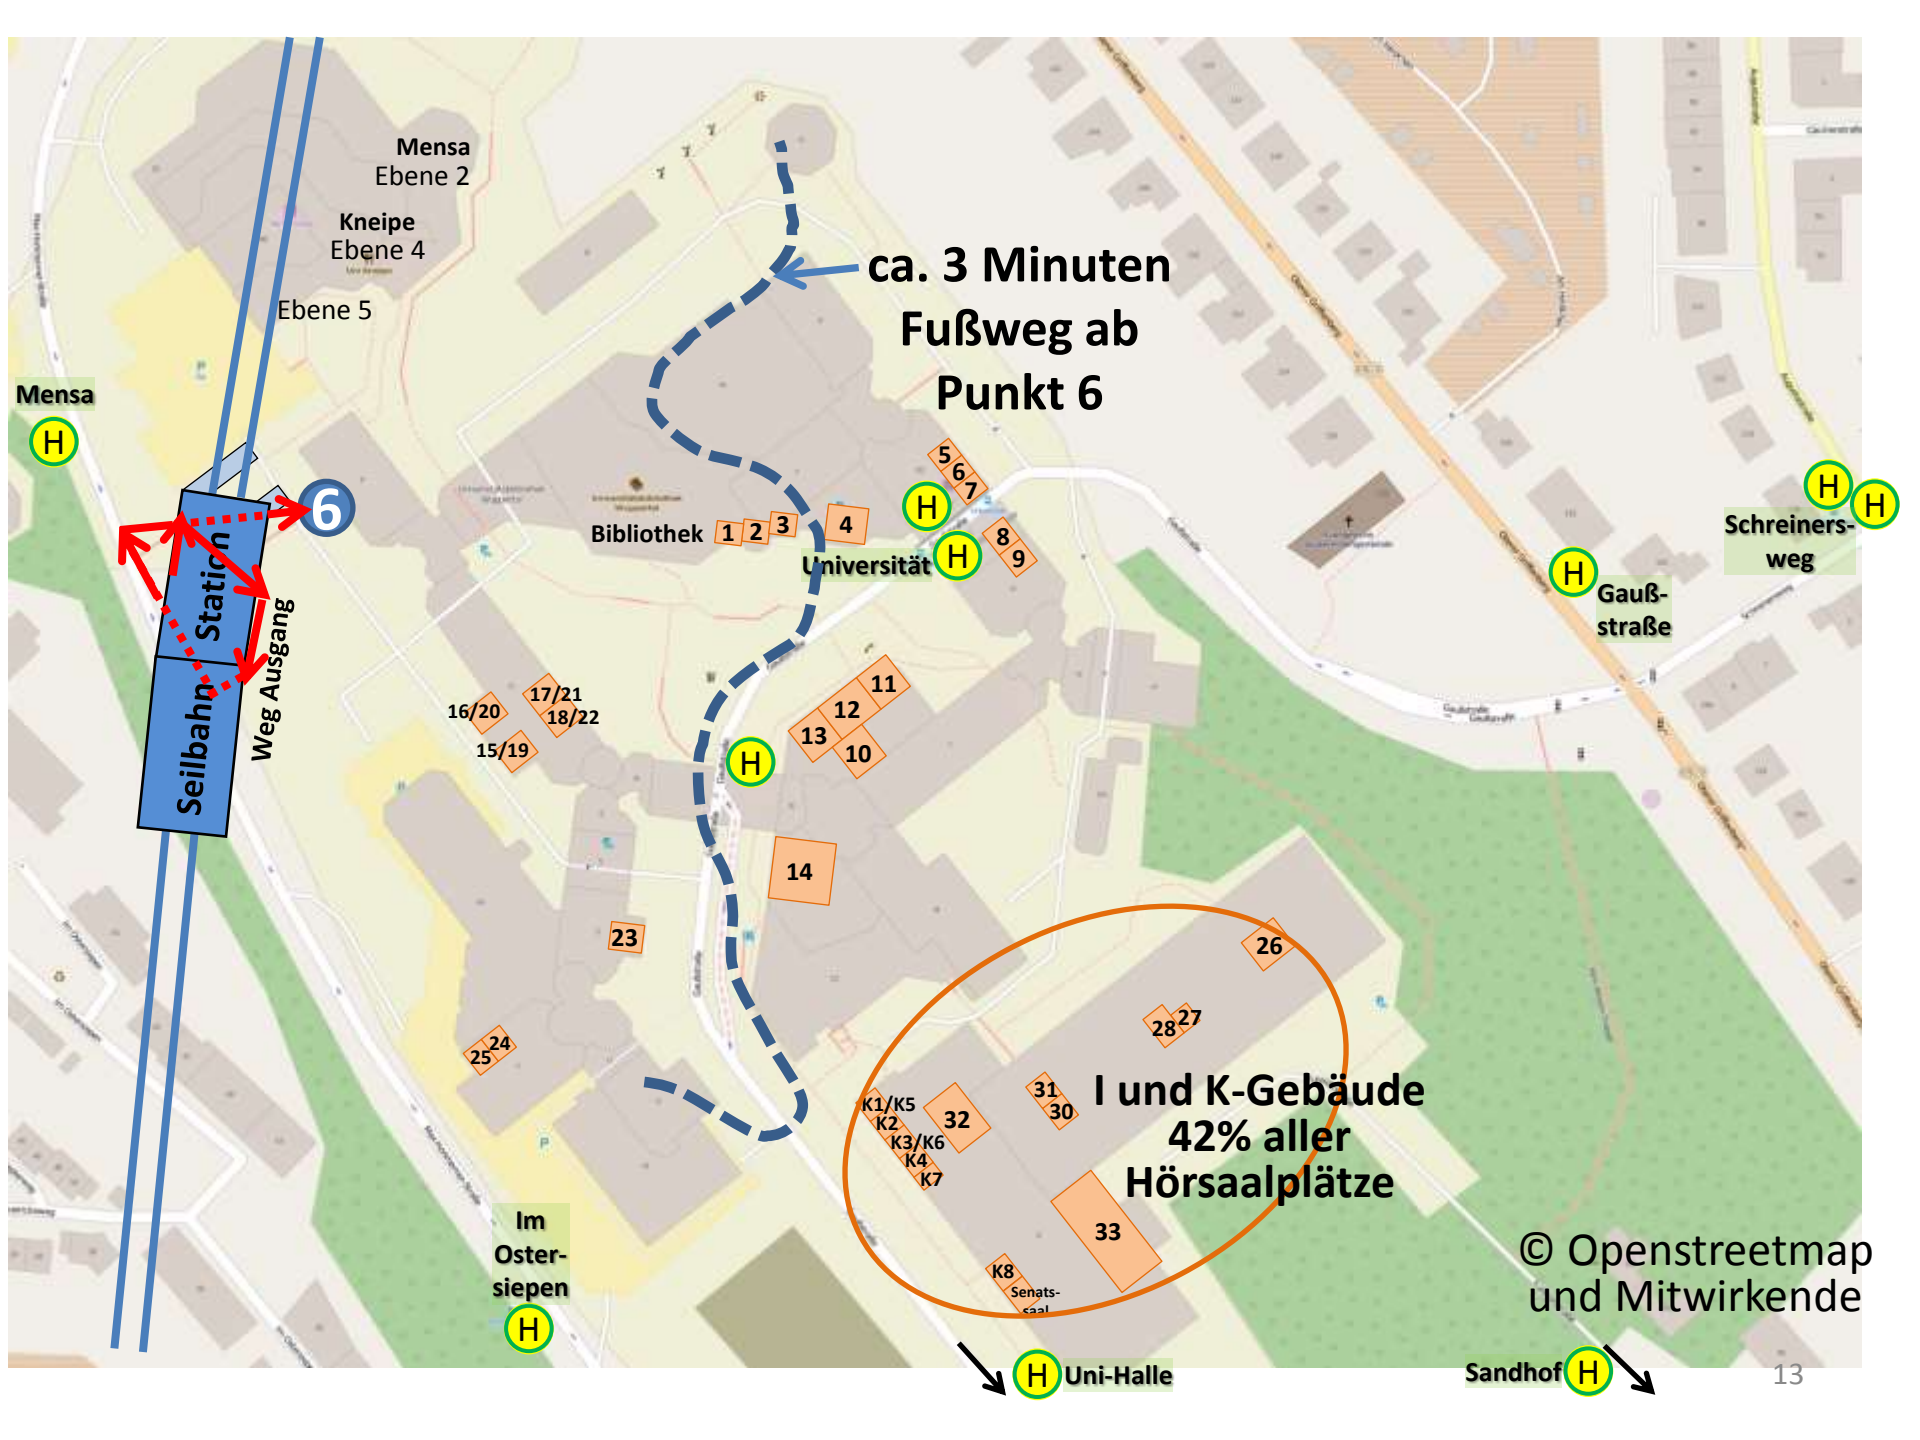 Mensa
Ebene 2
Kneipe
Ebene 4
Ebene 5
ca. 3 Minuten
Fußweg ab
Punkt 6
Mensa
H
6
Station
Seilbahn
Weg Ausgang
Bibliothek
1
2
3
4
5
6
7
H
H
Universität
8
9
H
H
Schreiners-
weg
H
Gauß-
straße
16/20
17/21
18/22
15/19
11
12
13
10
H
14
23
24
25
26
27
28
31
30
I und K-Gebäude
42% aller
Hörsaalplätze
K1/K5
K2
K3/K6
K4
K7
32
33
K8
Senats-
saal
Im
Oster-
siepen
H
H
Uni-Halle
Sandhof
H
© Openstreetmap
und Mitwirkende
13